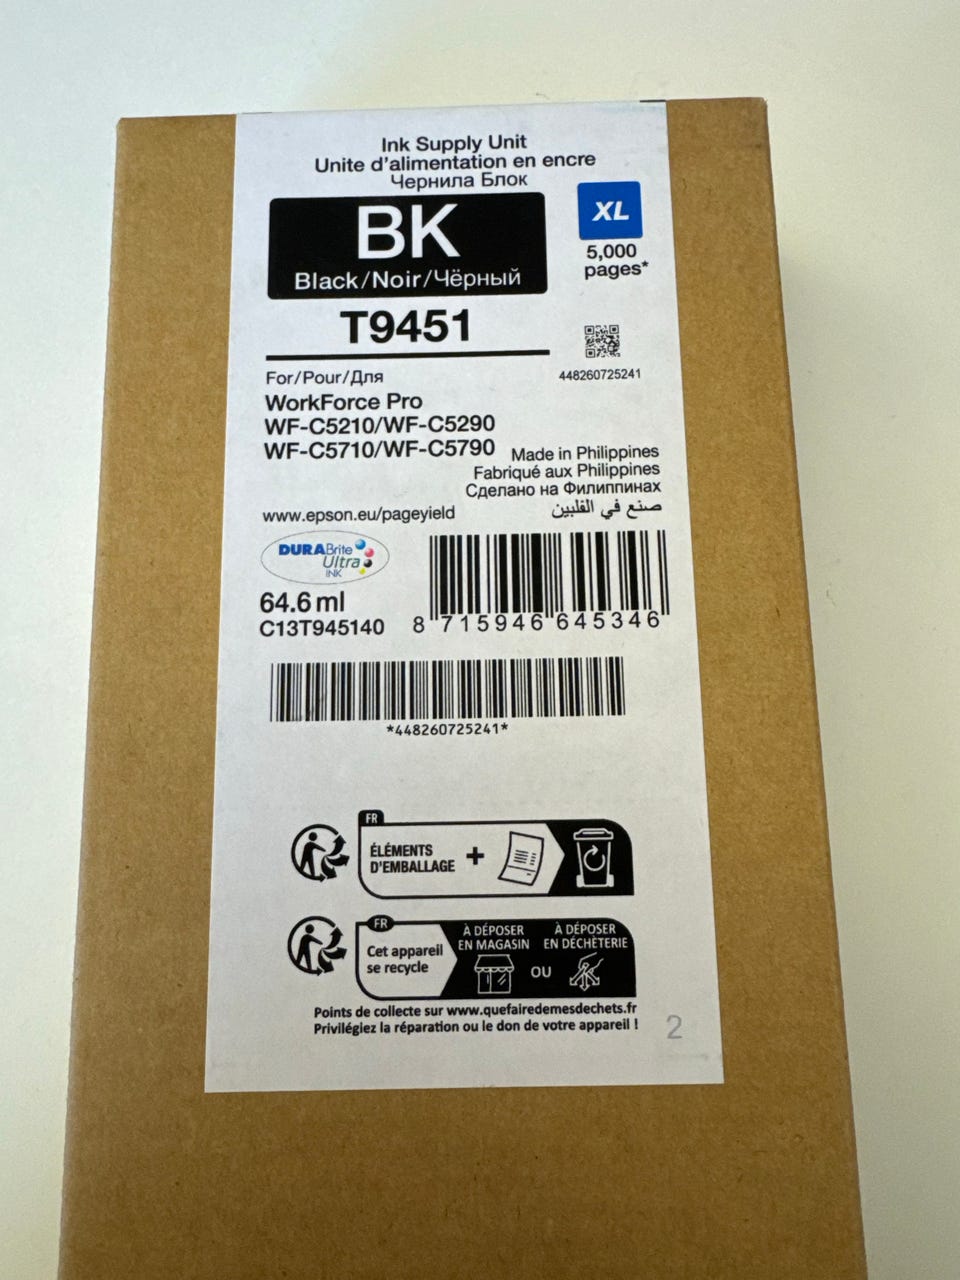 Ink Supply Unit
Unite d'alimentation en encre
Чернила Блок
BK
Black/Noir/Чёрный
XL
5,000
pages*
T9451
448260725241
For/Pour/Для
WorkForce Pro
WF-C5210/WF-C5290
WF-C5710/WF-C5790
Made in Philippines
Fabriqué aux Philippines
Сделано на Филиппинах
صنع في الفلبين
www.epson.eu/pageyield
DURABrite
Ultra
INK
64.6 ml
C13T945140
8 715946 645346
*448260725241*
FR
ÉLÉMENTS
D'EMBALLAGE
+
FR
Cet appareil
se recycle
À DÉPOSER
EN MAGASIN
OU
À DÉPOSER
EN DÉCHÈTERIE
Points de collecte sur www.quefairedemesdechets.fr
Privilégiez la réparation ou le don de votre appareil !
2